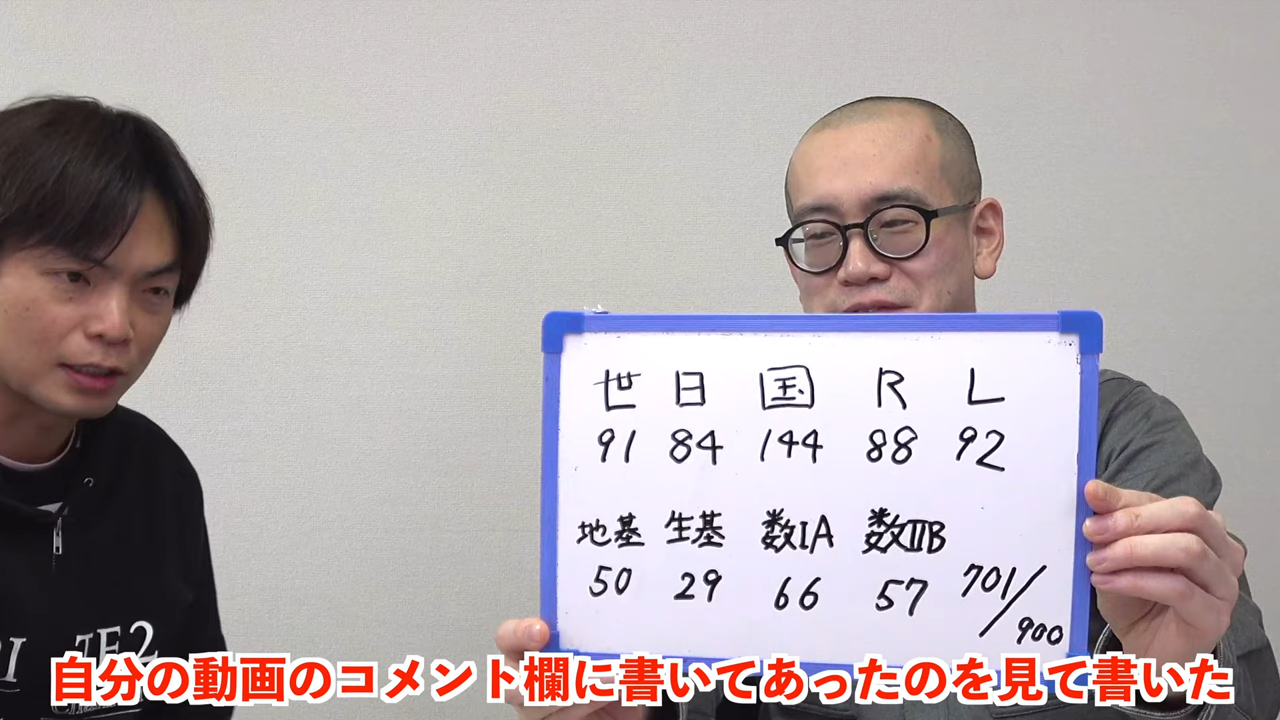 世 日 国 R L
91 84 144 88 92
地基 生基 数IA 数IIB
50 29 66 57 701/900
自分の動画のコメント欄に書いてあったのを見て書いた